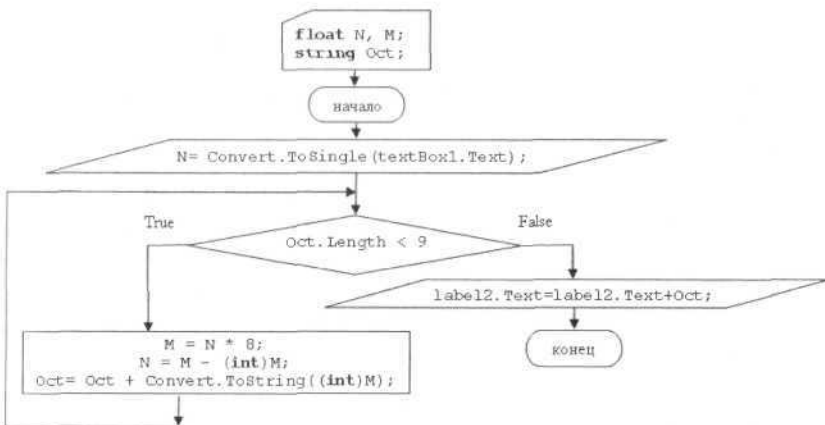 float N, M;
string Oct;
начало
N= Convert.ToSingle(textBox1.Text);
True
False
Oct.Length < 9
label2.Text=label2.Text+Oct;
M = N * 8;
N = M - (int)M;
Oct= Oct + Convert.ToString((int)M);
конец